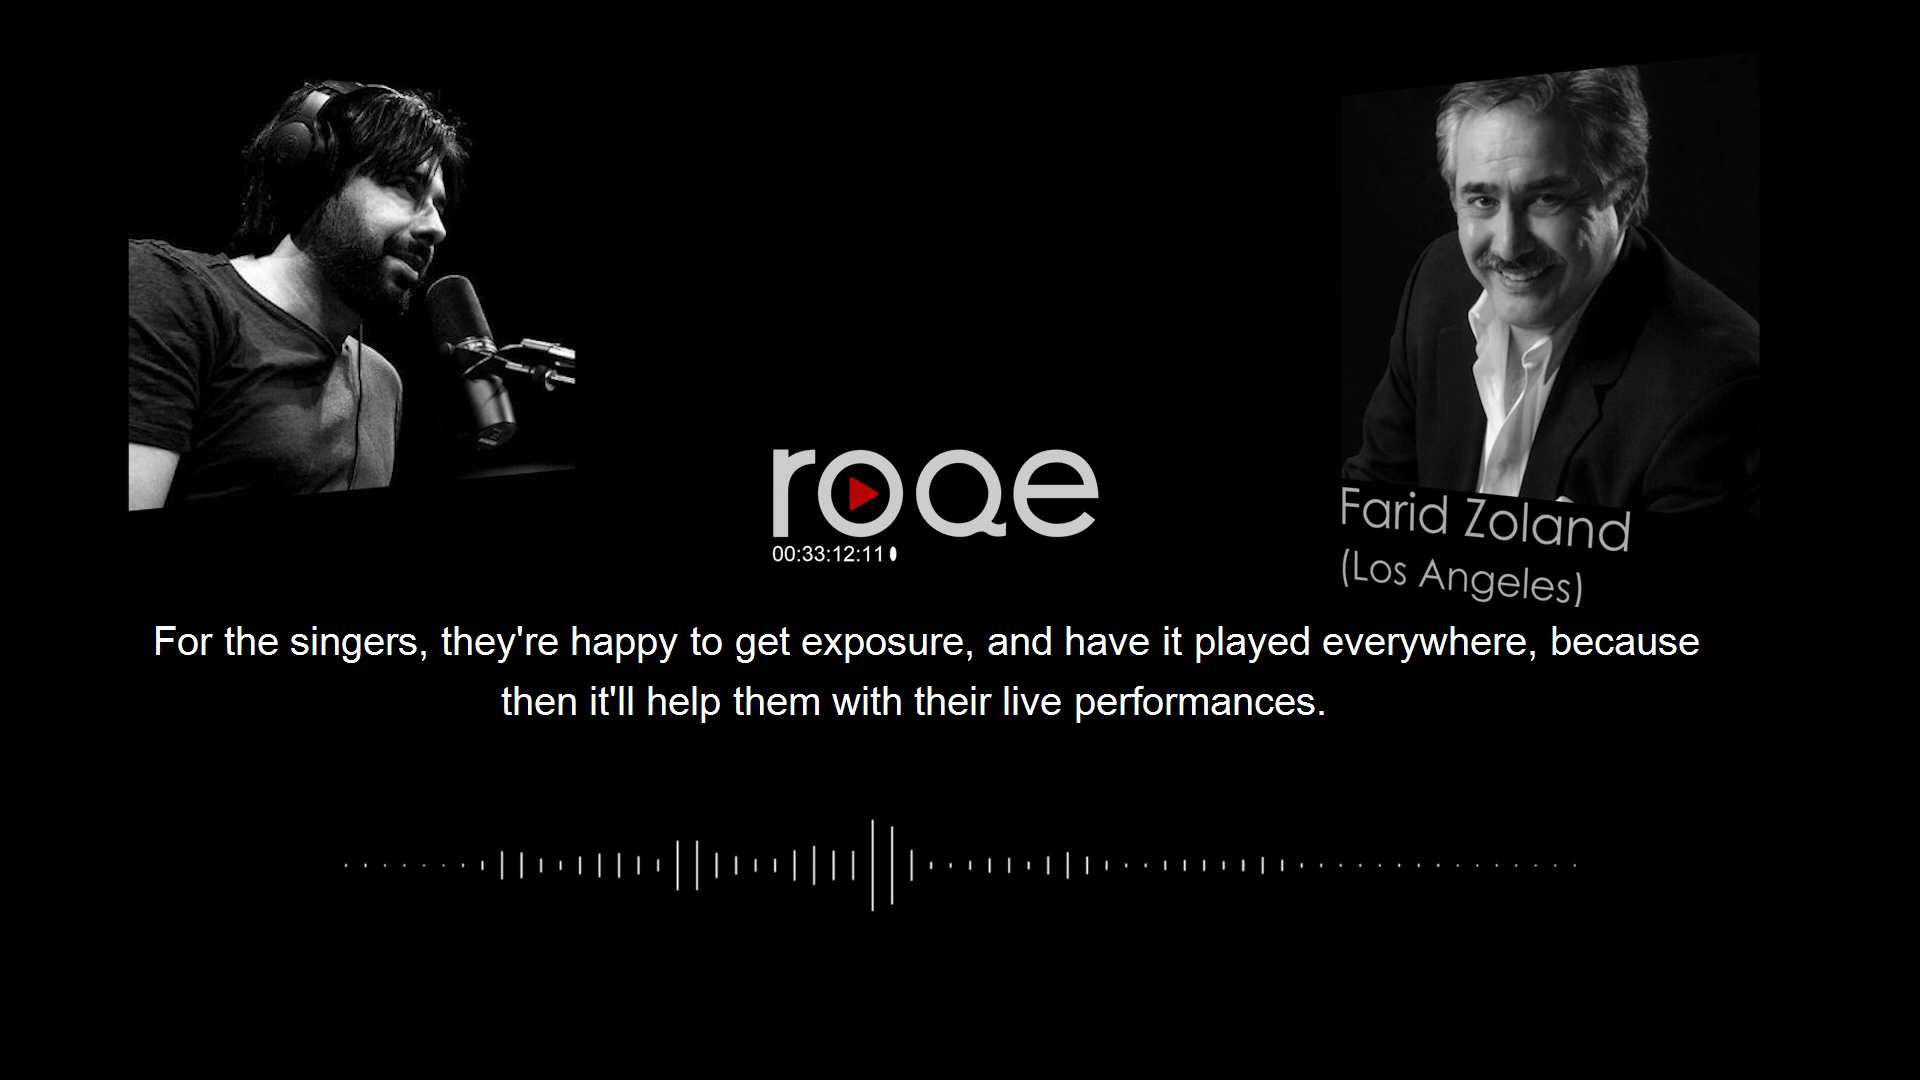 roqe
00:33:12:11
Farid Zoland
(Los Angeles)
For the singers, they're happy to get exposure, and have it played everywhere, because
then it'll help them with their live performances.